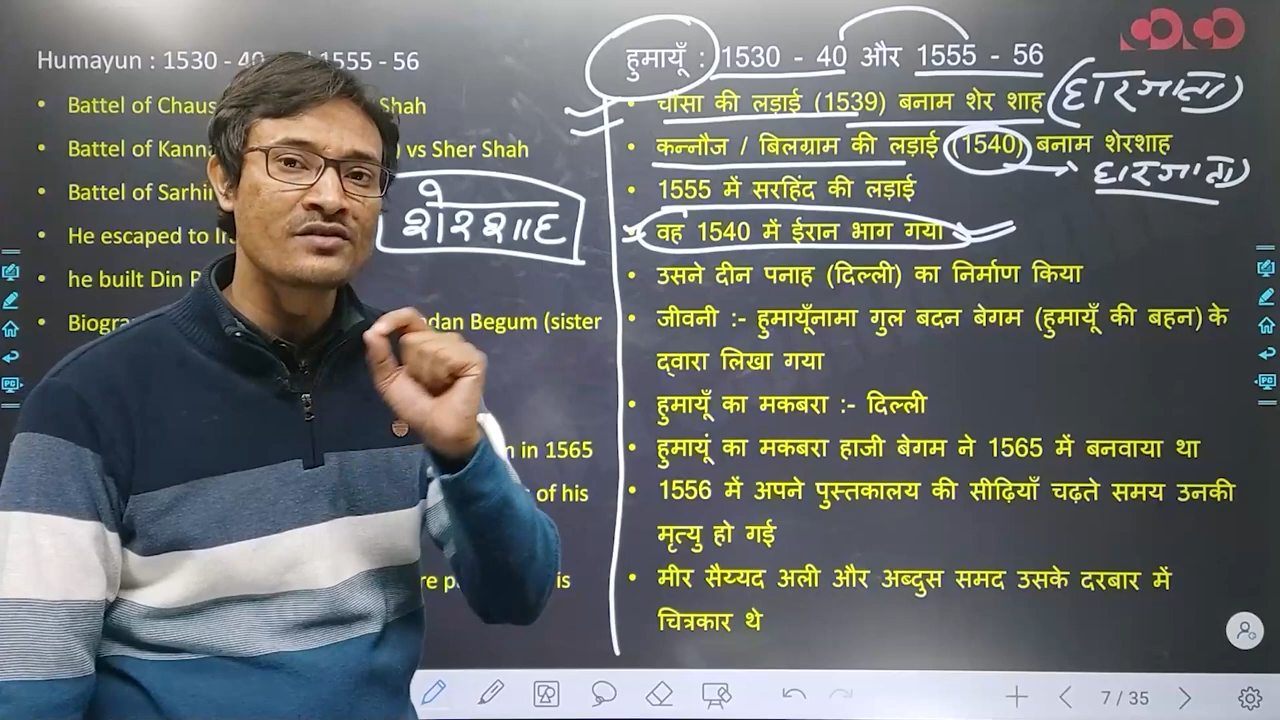 Humayun : 1530 - 40 1555 - 56
• Battel of Chaus Shah
• Battel of Kanna vs Sher Shah
• Battel of Sarhin
• He escaped to
• he built Din P
• Biogra dan Begum (sister
in 1565
of his
शेरशाह
हुमायूँ : 1530 - 40 और 1555 - 56
• चौसा की लड़ाई (1539) बनाम शेर शाह (हारजाता)
• कन्नौज / बिलग्राम की लड़ाई (1540) बनाम शेरशाह
हारजाता
• 1555 में सरहिंद की लड़ाई
• वह 1540 में ईरान भाग गया
• उसने दीन पनाह (दिल्ली) का निर्माण किया
• जीवनी :- हुमायूँनामा गुल बदन बेगम (हुमायूँ की बहन) के
द्वारा लिखा गया
• हुमायूँ का मकबरा :- दिल्ली
• हुमायूं का मकबरा हाजी बेगम ने 1565 में बनवाया था
• 1556 में अपने पुस्तकालय की सीढ़ियाँ चढ़ते समय उनकी
मृत्यु हो गई
• मीर सैय्यद अली और अब्दुस समद उसके दरबार में
चित्रकार थे
7 / 35